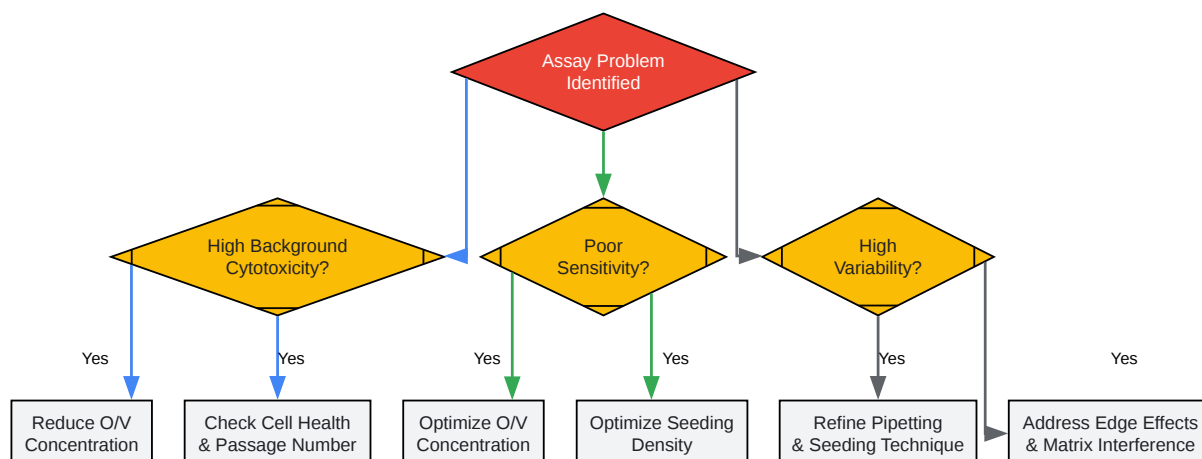 Assay Problem
Identified
High Background
Cytotoxicity?
Poor
Sensitivity?
High
Variability?
Yes
Yes
Yes
Yes
Yes
Yes
Reduce O/V
Concentration
Check Cell Health
& Passage Number
Optimize O/V
Concentration
Optimize Seeding
Density
Refine Pipetting
& Seeding Technique
Address Edge Effects
& Matrix Interference